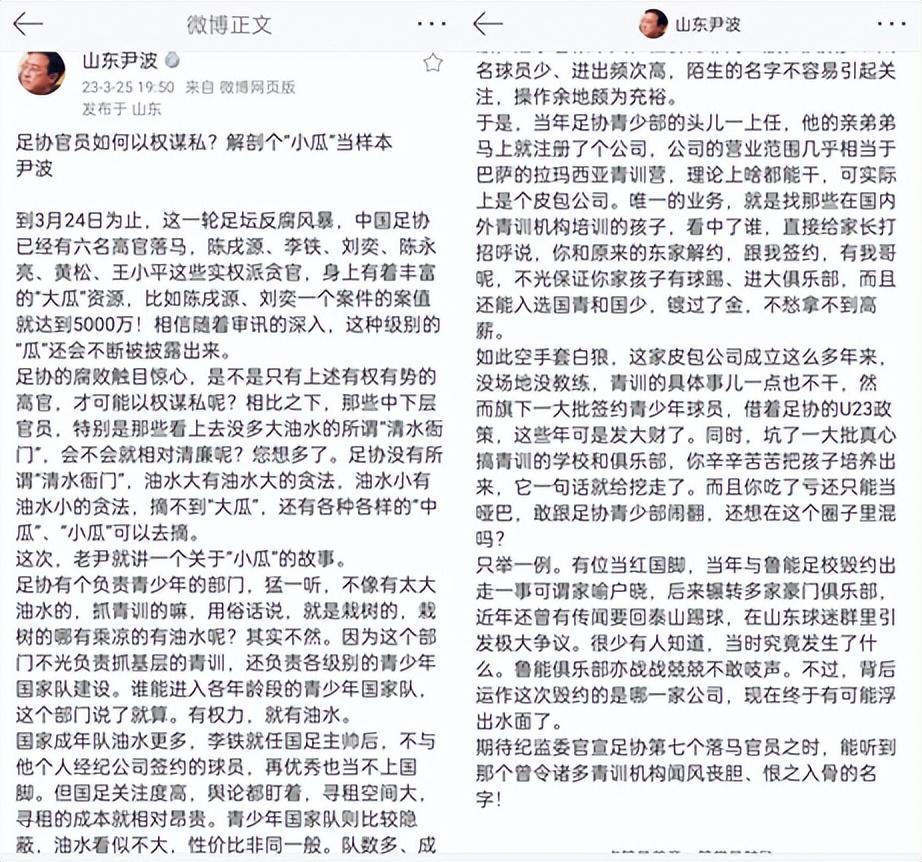 微博正文
山东尹波
23-3-25 19:50 来自 微博网页版
发布于 山东
足协官员如何以权谋私？解剖个“小瓜”当样本
尹波
到3月24日为止，这一轮足坛反腐风暴，中国足协
已经有六名高官落马，陈戌源、李铁、刘奕、陈永
亮、黄松、王小平这些实权派贪官，身上有着丰富
的“大瓜”资源，比如陈戌源、刘奕一个案件的案值
就达到5000万！相信随着审讯的深入，这种级别的
“瓜”还会不断被披露出来。
足协的腐败触目惊心，是不是只有上述有权有势的
高官，才可能以权谋私呢？相比之下，那些中下层
官员，特别是那些看上去没多大油水的所谓“清水衙
门”，会不会就相对清廉呢？您想多了。足协没有所
谓“清水衙门”，油水大有油水大的贪法，油水小有
油水小的贪法，摘不到“大瓜”，还有各种各样的“中
瓜”、“小瓜”可以去摘。
这次，老尹就讲一个关于“小瓜”的故事。
足协有个负责青少年的部门，猛一听，不像有太大
油水的，抓青训的嘛，用俗话说，就是栽树的，栽
树的哪有乘凉的有油水呢？其实不然。因为这个部
门不光负责抓基层的青训，还负责各级别的青少年
国家队建设。谁能进入各年龄段的青少年国家队，
这个部门说了就算。有权力，就有油水。
国家成年队油水更多，李铁就任国足主帅后，不与
他个人经纪公司签约的球员，再优秀也当不上国
脚。但国足关注度高，舆论都盯着，寻租空间大，
寻租的成本就相对昂贵。青少年国家队则比较隐
蔽，油水看似不大，性价比非同一般。队数多、成
山东尹波
名球员少、进出频次高，陌生的名字不容易引起关
注，操作余地颇为充裕。
于是，当年足协青少部的头儿一上任，他的亲弟弟
马上就注册了个公司，公司的营业范围几乎相当于
巴萨的拉玛西亚青训营，理论上啥都能干，可实际
上是个皮包公司。唯一的业务，就是找那些在国内
外青训机构培训的孩子，看中了谁，直接给家长打
招呼说，你和原来的东家解约，跟我签约，有我哥
呢，不光保证你家孩子有球踢、进大俱乐部，而且
还能入选国青和国少，镀过了金，不愁拿不到高
薪。
如此空手套白狼，这家皮包公司成立这么多年来，
没场地没教练，青训的具体事儿一点也不干，然
而旗下一大批签约青少年球员，借着足协的U23政
策，这些年可是发大财了。同时，坑了一大批真心
搞青训的学校和俱乐部，你辛辛苦苦把孩子培养出
来，它一句话就给挖走了。而且你吃了亏还只能当
哑巴，敢跟足协青少部闹翻，还想在这个圈子里混
吗？
只举一例。有位当红国脚，当年与鲁能足校毁约出
走一事可谓家喻户晓，后来辗转多家豪门俱乐部，
近年还曾有传闻要回泰山踢球，在山东球迷群里引
发极大争议。很少有人知道，当时究竟发生了什
么。鲁能俱乐部亦战战兢兢不敢吱声。不过，背后
运作这次毁约的是哪一家公司，现在终于有可能浮
出水面了。
期待纪监委官宣足协第七个落马官员之时，能听到
那个曾令诸多青训机构闻风丧胆、恨之入骨的名
字！